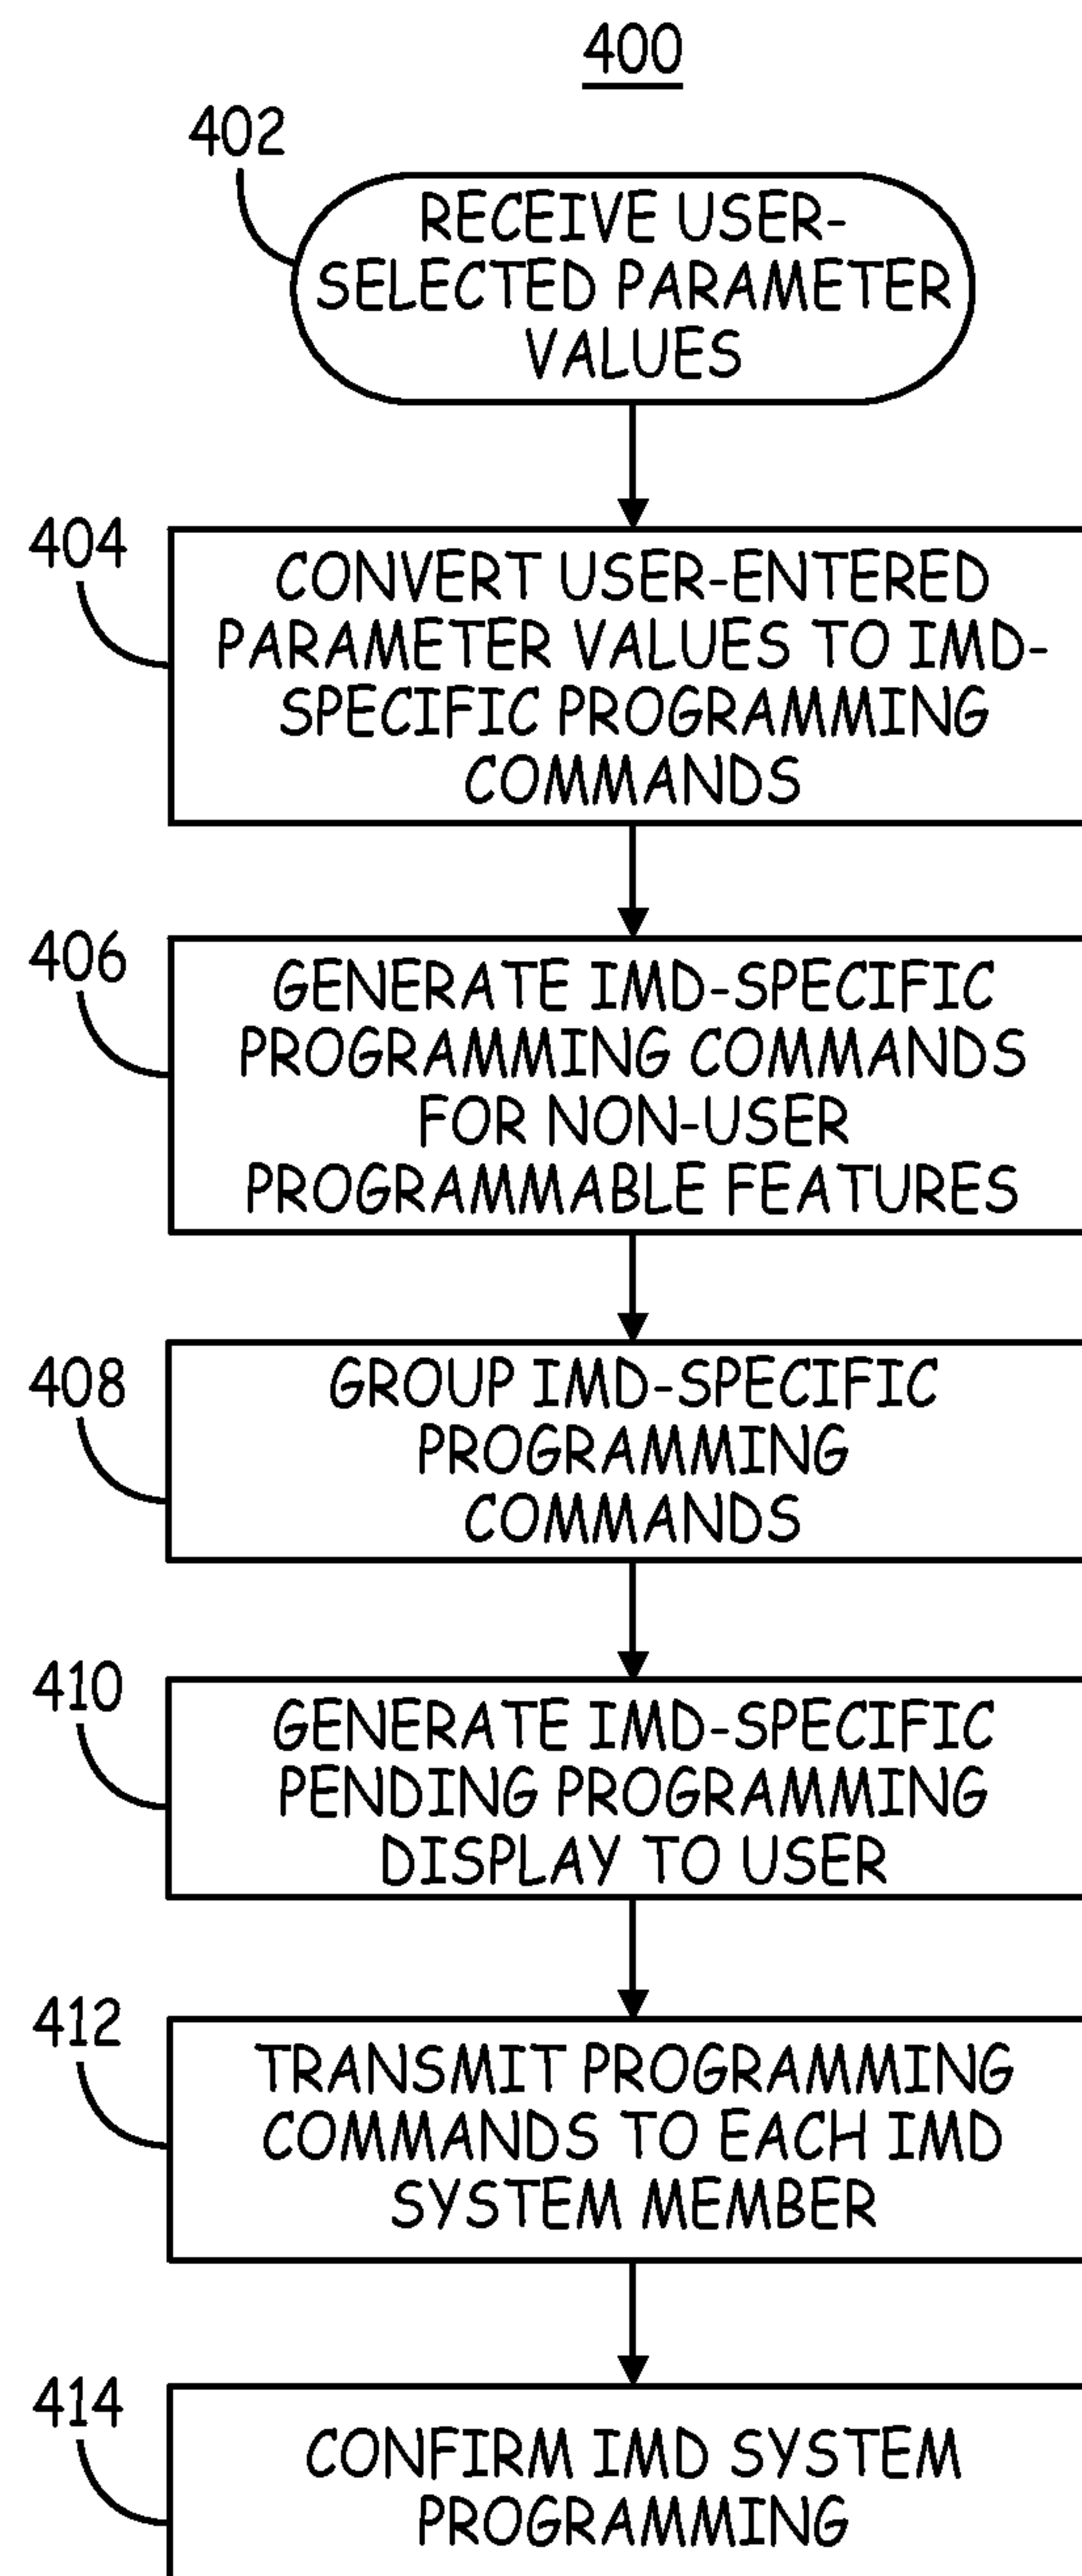 400
402
RECEIVE USER-
SELECTED PARAMETER
VALUES
404
CONVERT USER-ENTERED
PARAMETER VALUES TO IMD-
SPECIFIC PROGRAMMING
COMMANDS
406
GENERATE IMD-SPECIFIC
PROGRAMMING COMMANDS
FOR NON-USER
PROGRAMMABLE FEATURES
408
GROUP IMD-SPECIFIC
PROGRAMMING
COMMANDS
410
GENERATE IMD-SPECIFIC
PENDING PROGRAMMING
DISPLAY TO USER
412
TRANSMIT PROGRAMMING
COMMANDS TO EACH IMD
SYSTEM MEMBER
414
CONFIRM IMD SYSTEM
PROGRAMMING